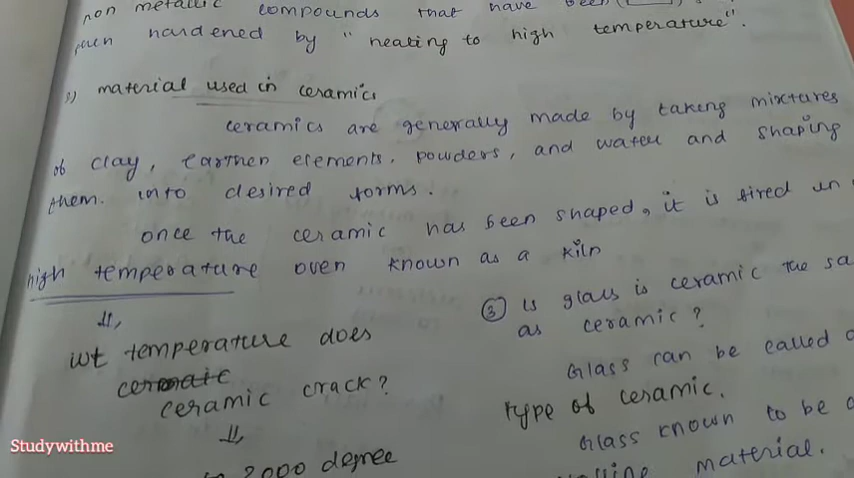 non metallic compounds that have been
hardened by "heating to high temperature".
material used in ceramics
ceramics are generally made by taking mixtures
of clay, earthen elements, powders, and water and shaping
them. into desired forms.
once the ceramic has been shaped, it is fired in
high temperature oven known as a kiln
wt temperature does
ceramic crack?
2000 degree
③ is glass is ceramic the sa
as ceramic?
Glass can be called
type of ceramic.
Glass known to be a
material.
Studywithme